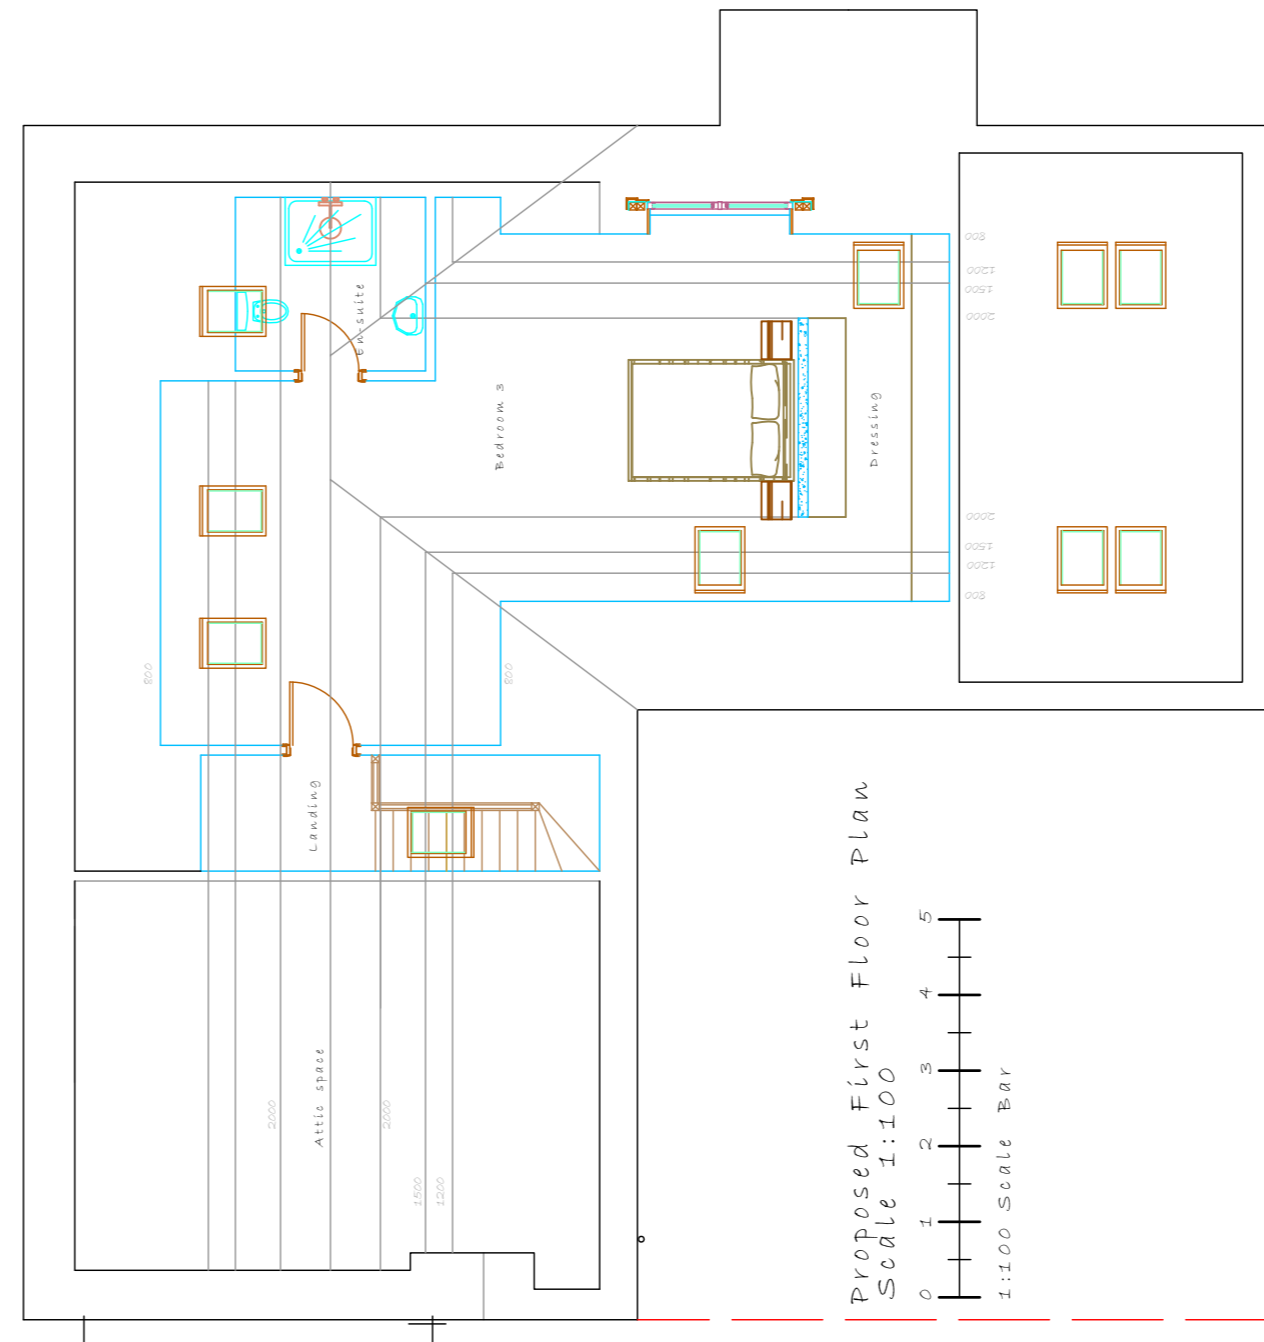 En-suite
Bedroom 3
Dressing
800
1200
1500
2000
2000
1500
1200
800
800
800
Landing
Attic space
2000
2000
1500
1200
Proposed First Floor Plan
Scale 1:100
0 1 2 3 4 5
1:100 Scale Bar